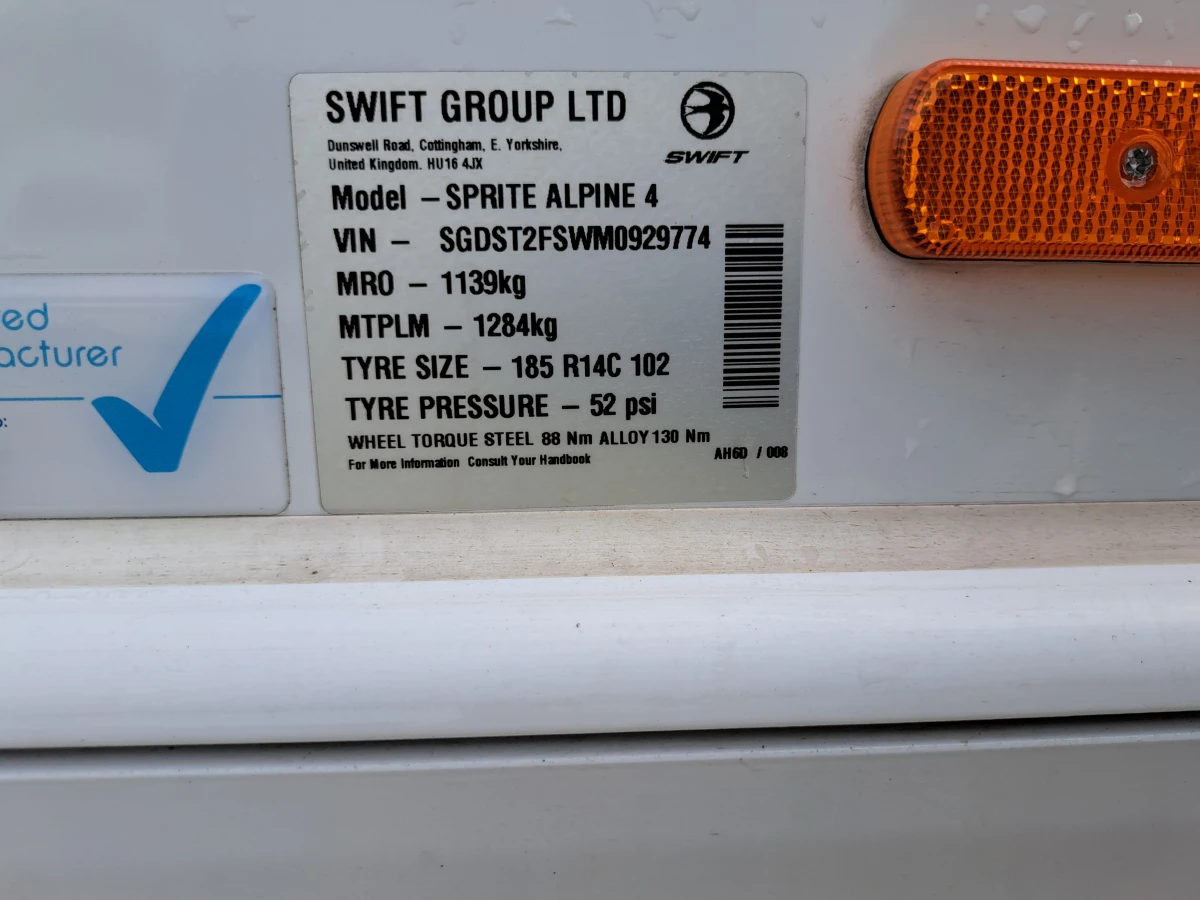 SWIFT GROUP LTD
Dunswell Road, Cottingham, E. Yorkshire,
United Kingdom. HU16 4JX
SWIFT
Model – SPRITE ALPINE 4
VIN – SGDST2FSWM0929774
MRO – 1139kg
MTPLM – 1284kg
TYRE SIZE – 185 R14C 102
TYRE PRESSURE – 52 psi
WHEEL TORQUE STEEL 88 Nm ALLOY 130 Nm
For More Information Consult Your Handbook
AH6D / 008
ed
acturer